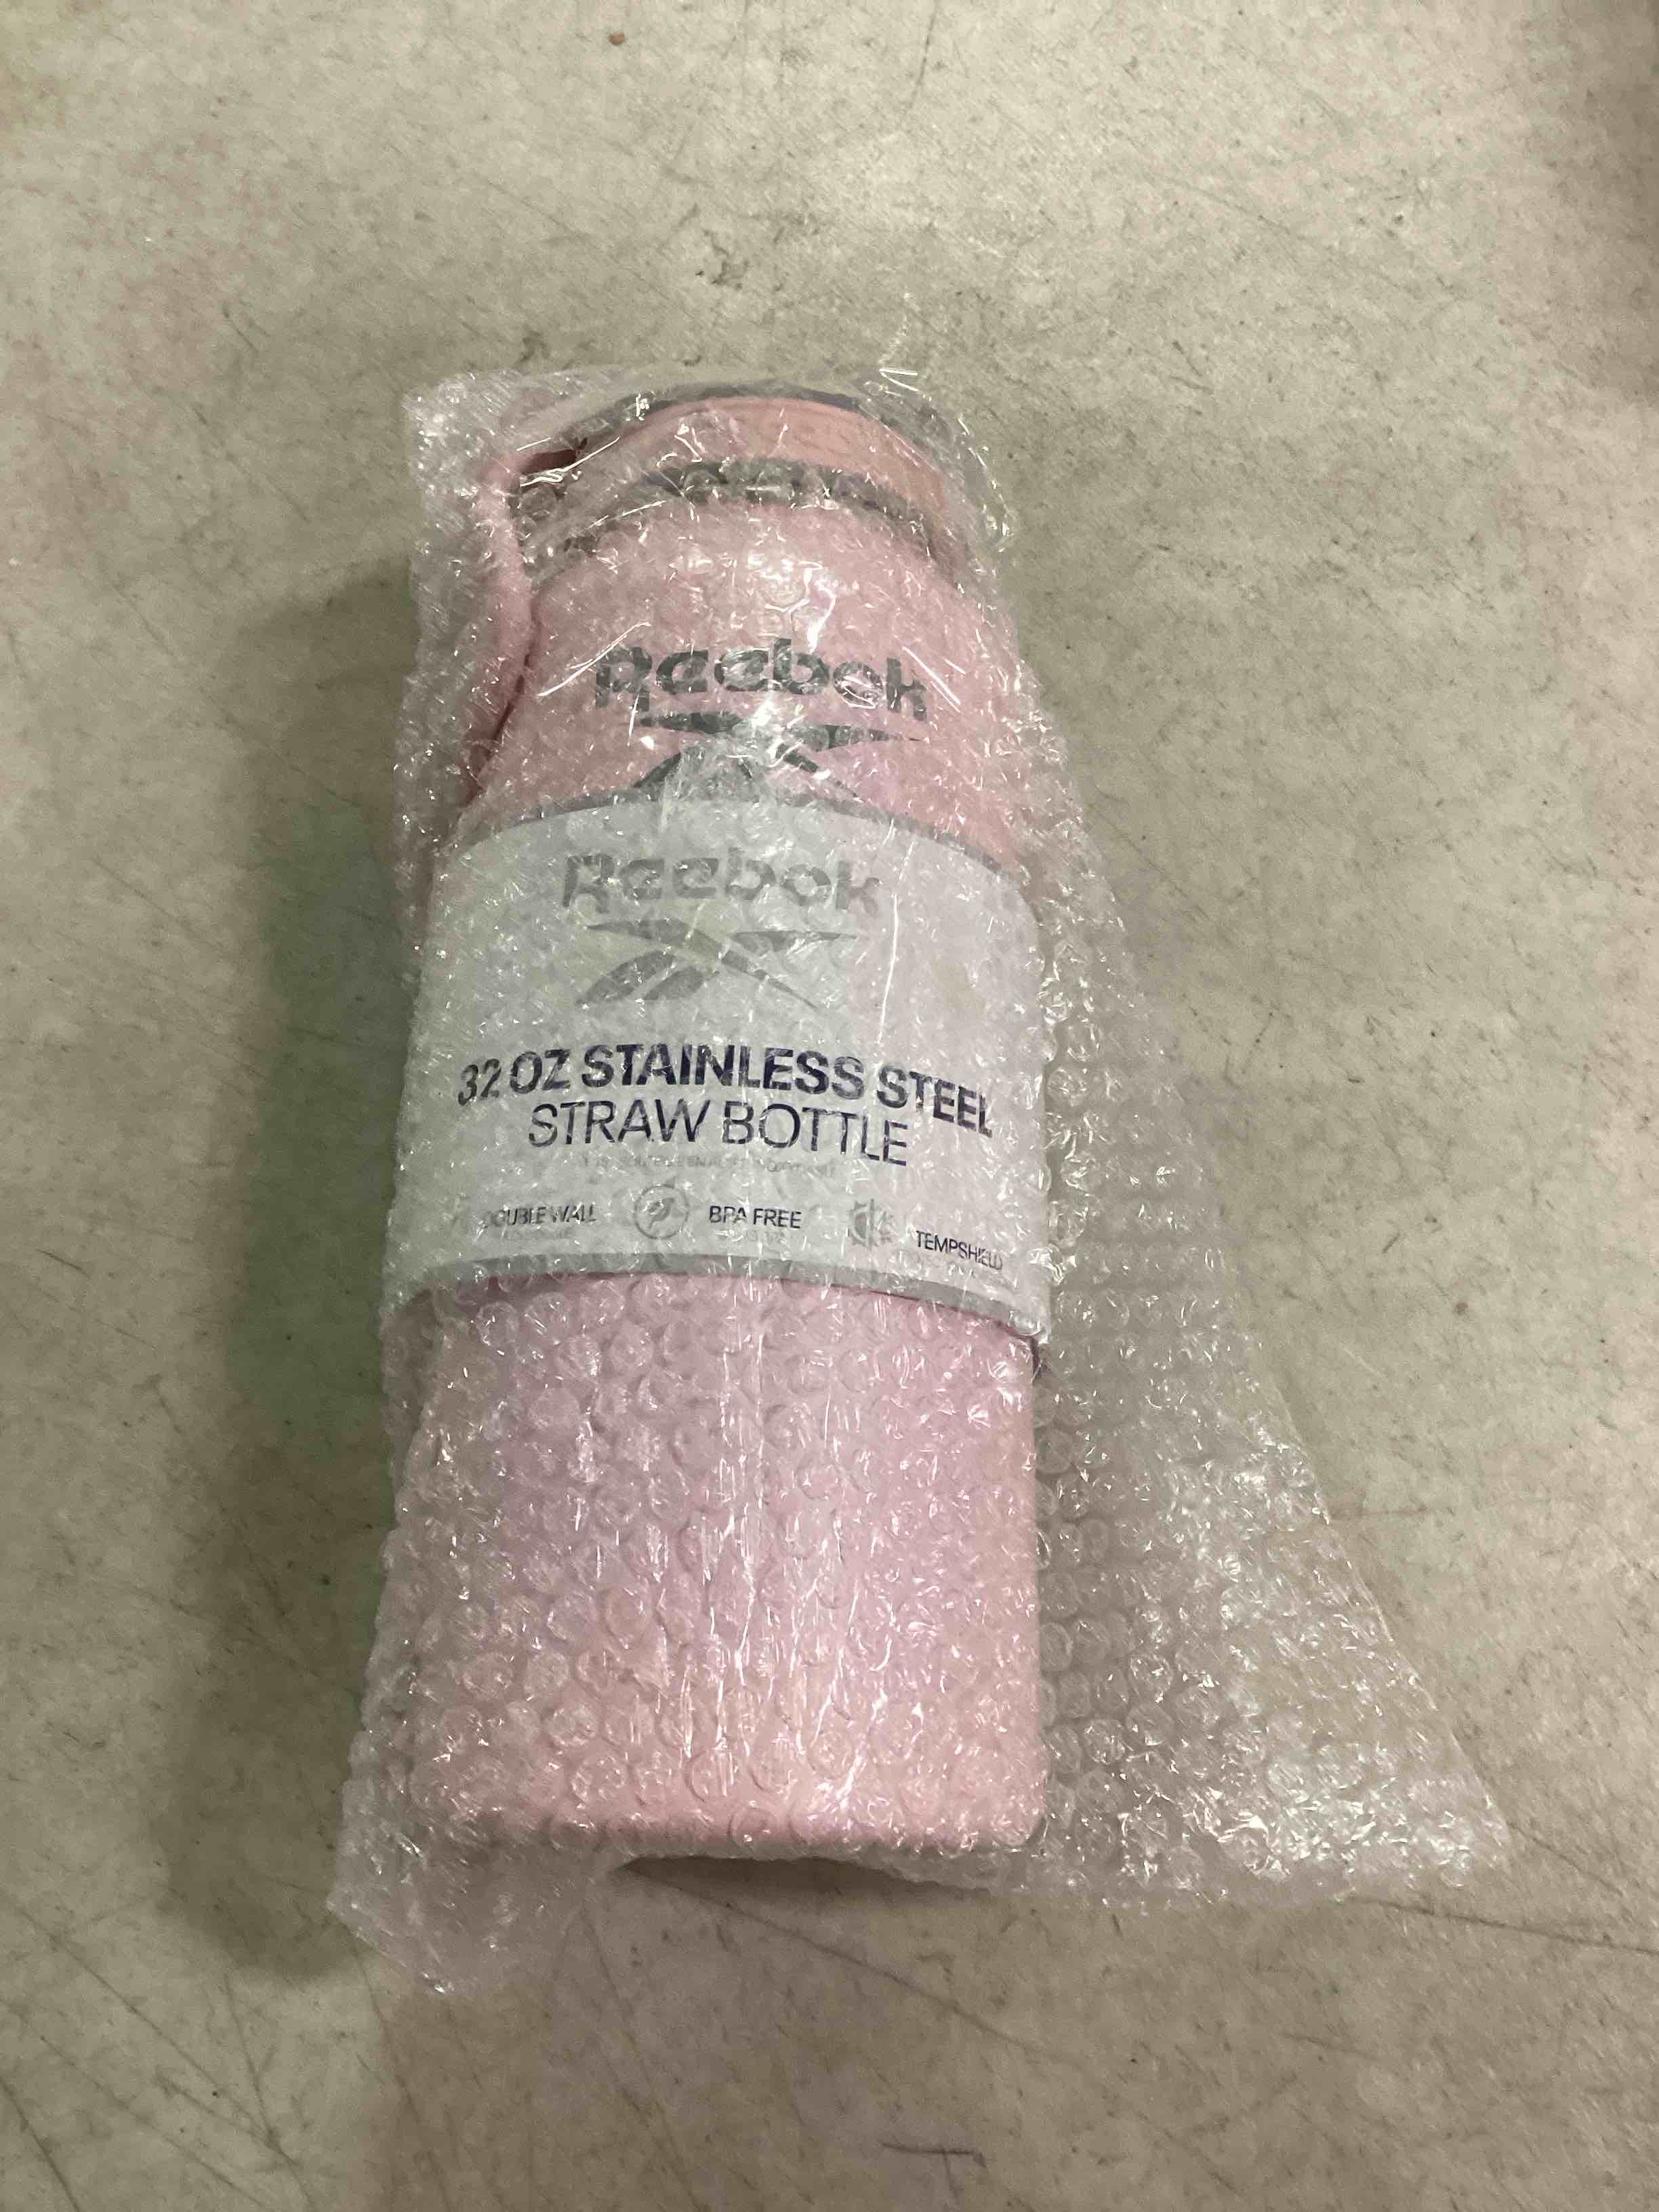 Reebok
Reebok
32 OZ STAINLESS STEEL
STRAW BOTTLE
DOUBLE WALL
BPA FREE
TEMPSHIELD